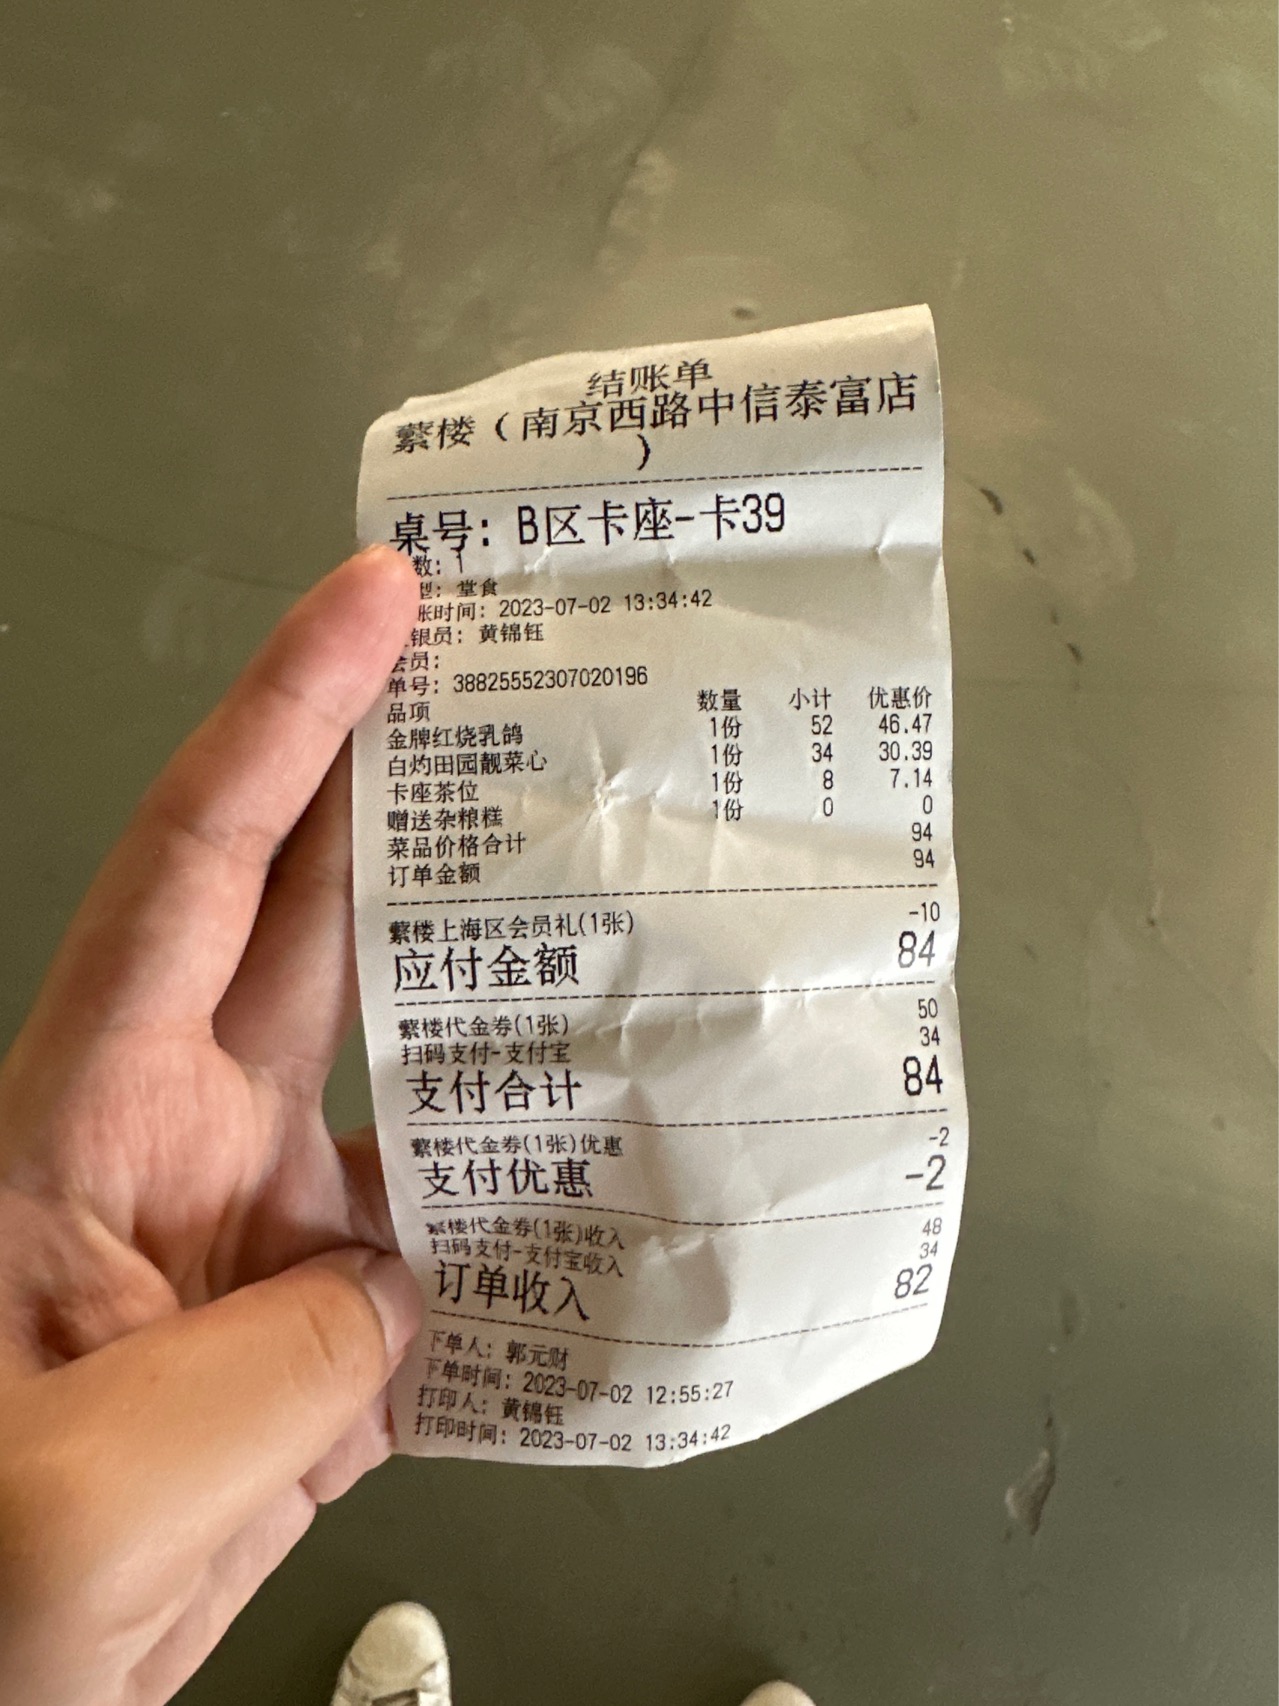 结账单
蘩楼（南京西路中信泰富店
）
桌号: B区卡座-卡39
数: 1
型: 堂食
账时间: 2023-07-02 13:34:42
银员: 黄锦钰
会员:
单号: 38825552307020196
品项 数量 小计 优惠价
金牌红烧乳鸽 1份 52 46.47
白灼田园靓菜心 1份 34 30.39
卡座茶位 1份 8 7.14
赠送杂粮糕 1份 0 0
菜品价格合计 94
订单金额 94
蘩楼上海区会员礼(1张) -10
应付金额 84
蘩楼代金券(1张) 50
扫码支付-支付宝 34
支付合计 84
蘩楼代金券(1张)优惠 -2
支付优惠 -2
蘩楼代金券(1张)收入 48
扫码支付-支付宝收入 34
订单收入 82
下单人: 郭元财
下单时间: 2023-07-02 12:55:27
打印人: 黄锦钰
打印时间: 2023-07-02 13:34:42